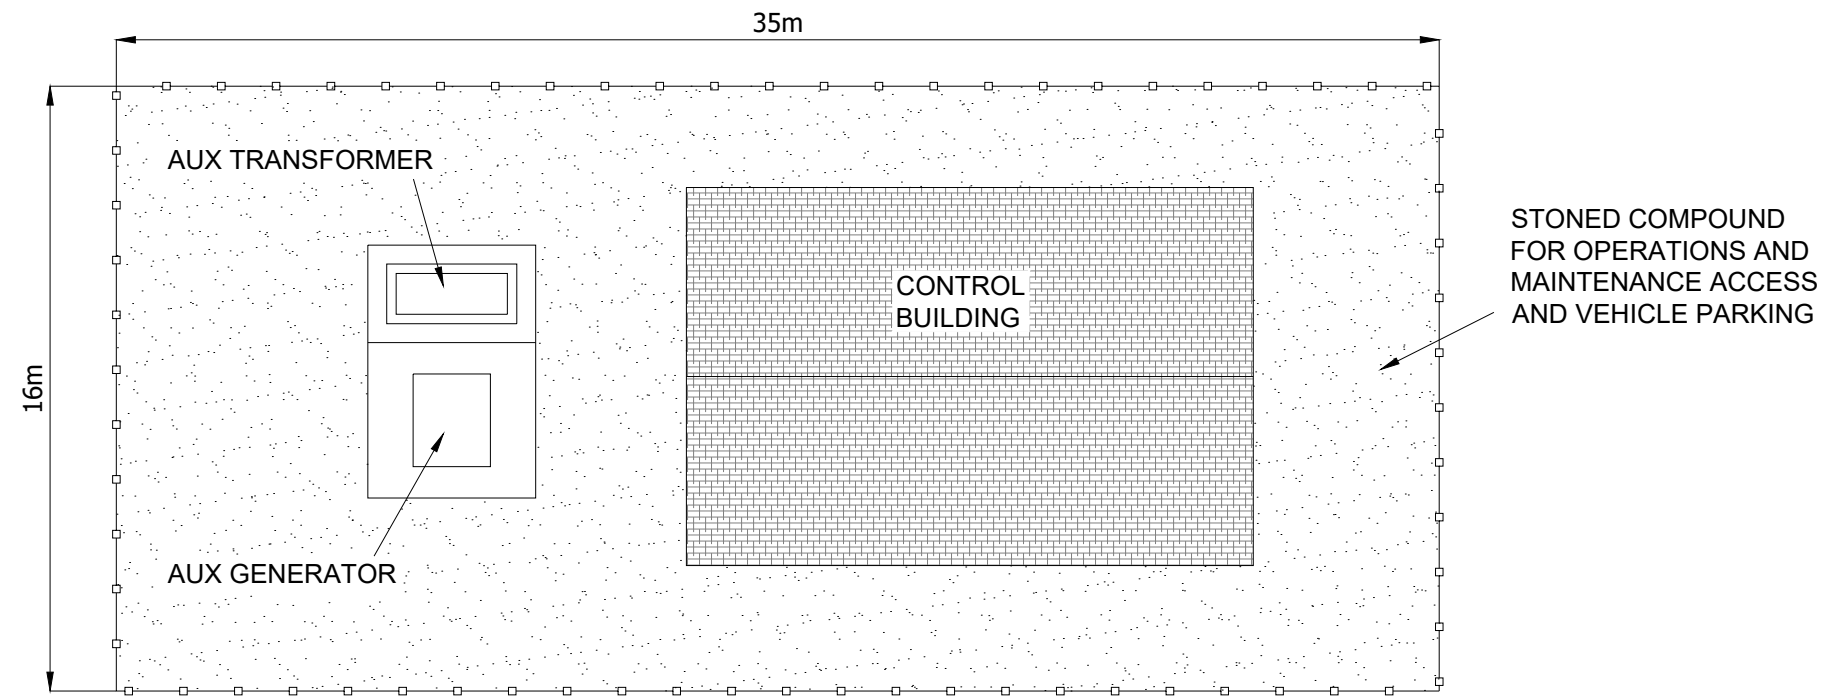 35m
16m
AUX TRANSFORMER
CONTROL
BUILDING
STONED COMPOUND
FOR OPERATIONS AND
MAINTENANCE ACCESS
AND VEHICLE PARKING
AUX GENERATOR